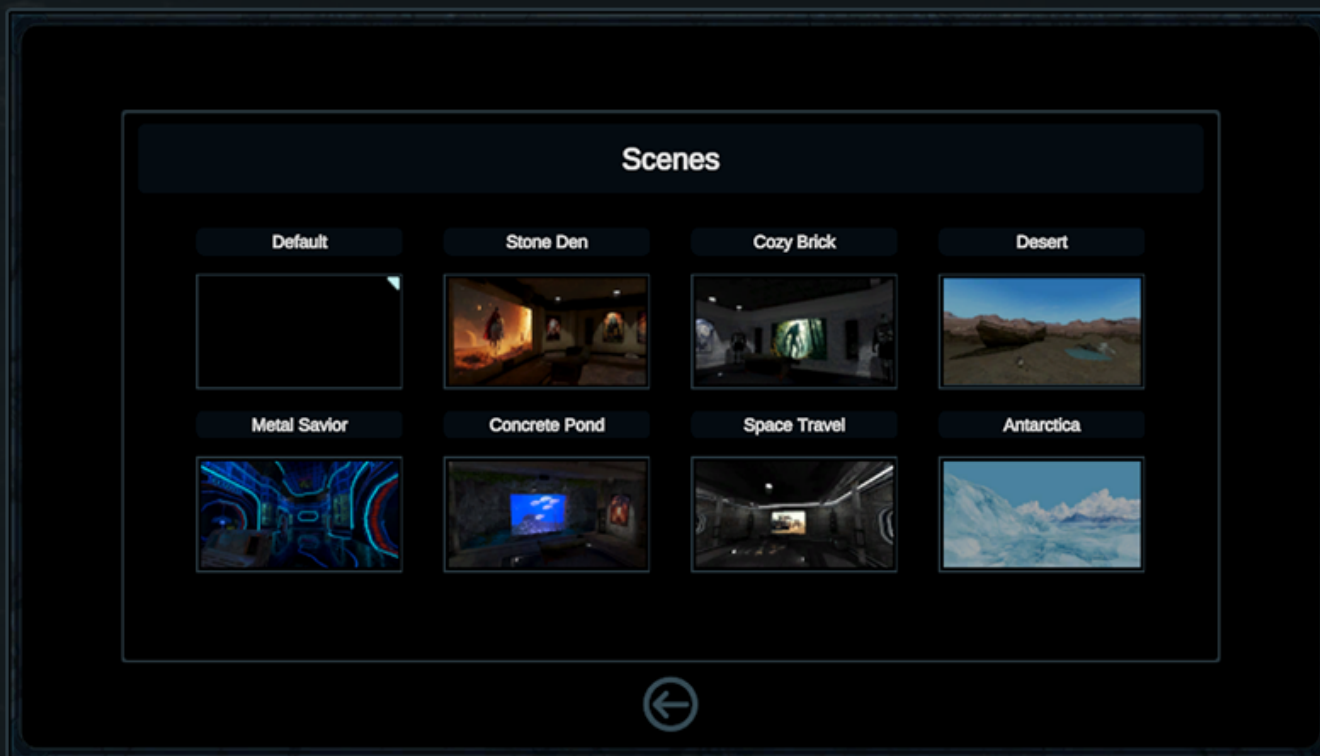 Scenes
Default
Stone Den
Cozy Brick
Desert
Metal Savior
Concrete Pond
Space Travel
Antarctica